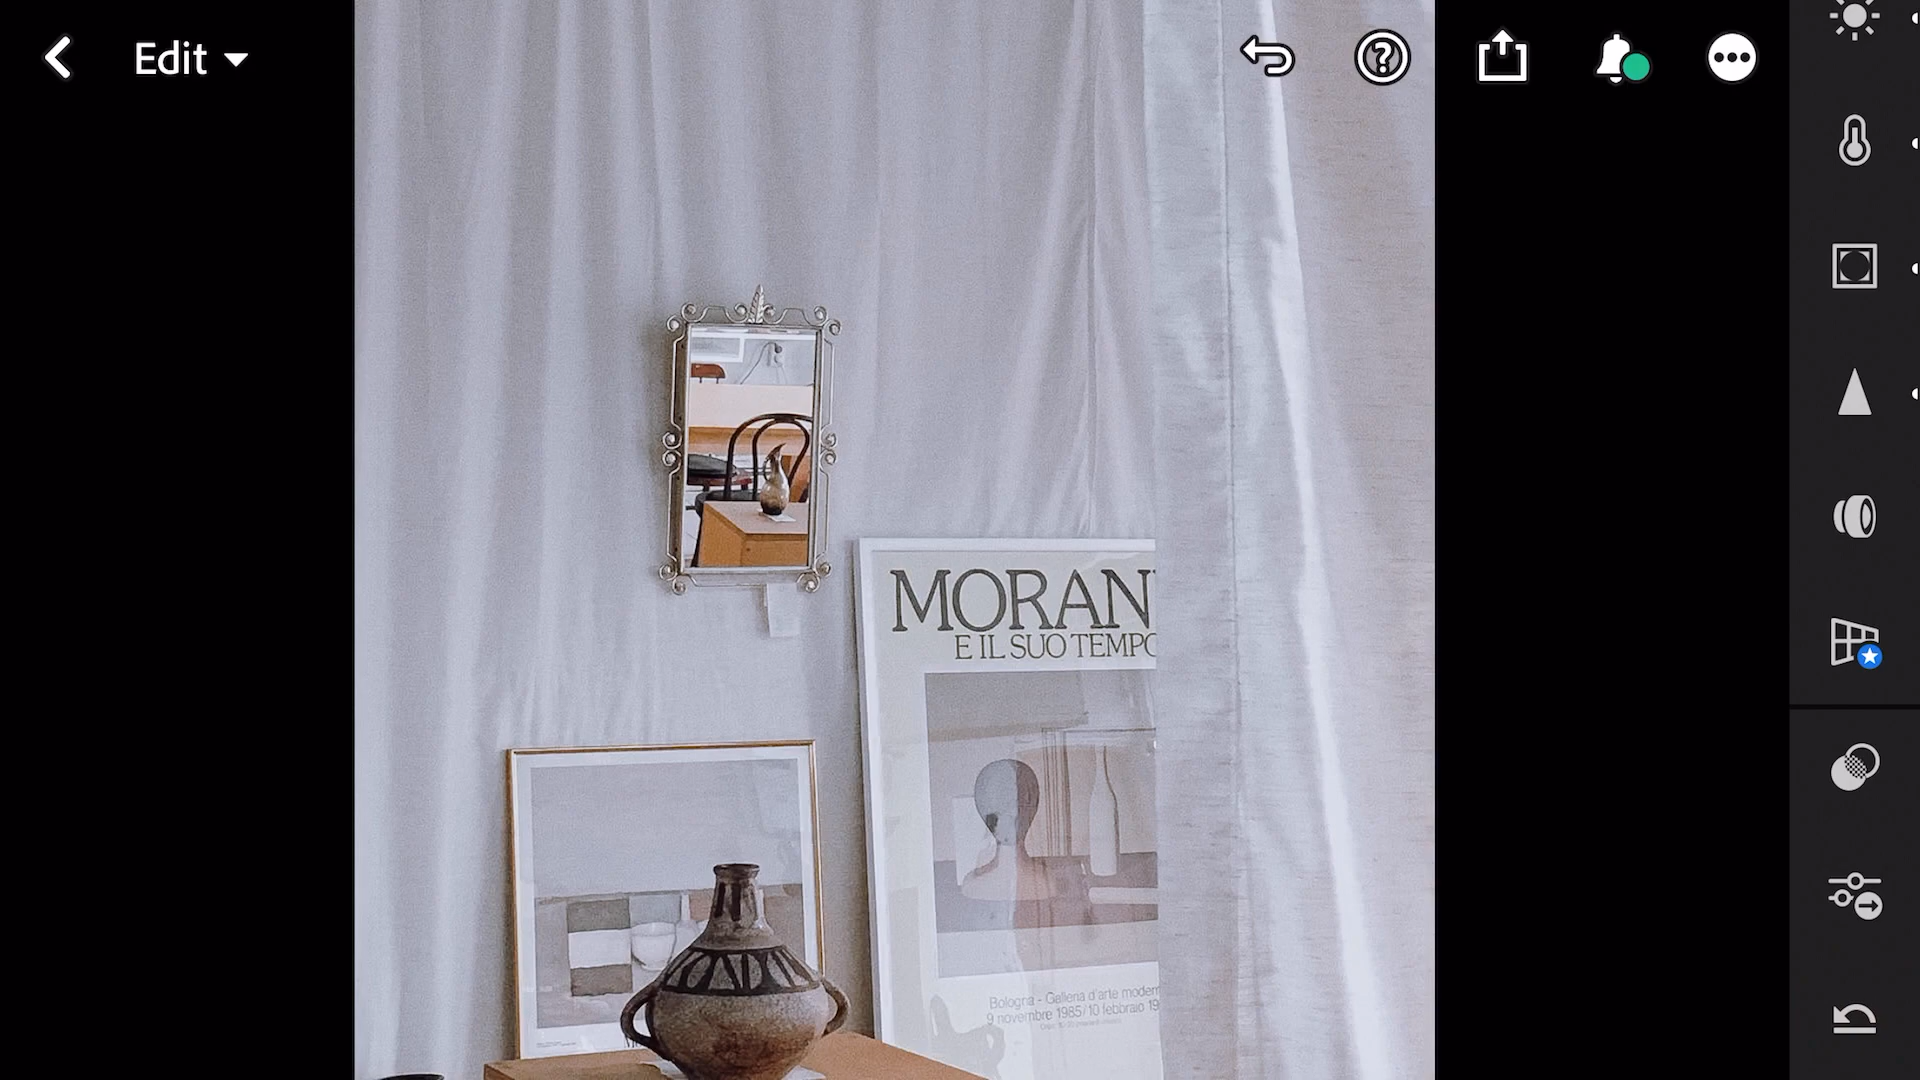 Edit
MORAN
E IL SUO TEMPO
Bologna - Galleria d'arte modern
9 novembre 1985/10 febbraio 19